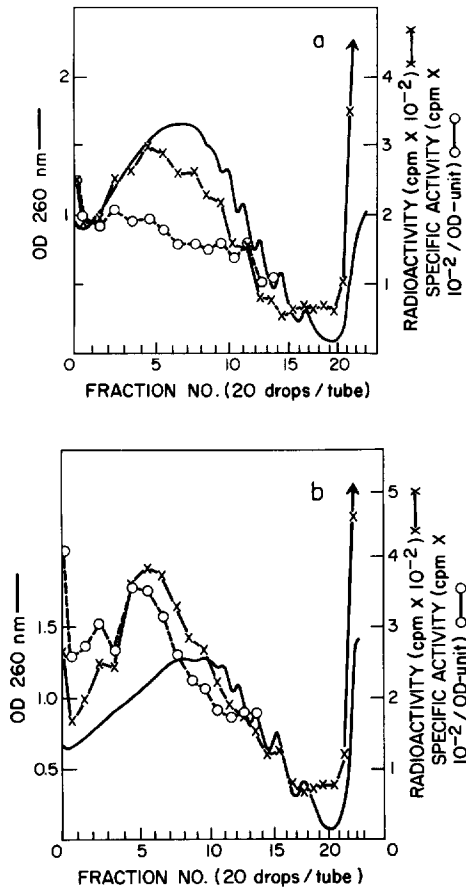 a
2
1
OD 260 nm
4
3
2
1
RADIOACTIVITY (cpm X 10-2) x—x
SPECIFIC ACTIVITY (cpm X
10-2/OD-unit) o—o
0 5 10 15 20
FRACTION NO. (20 drops/tube)
b
1.5
1.0
0.5
OD 260 nm
5
4
3
2
1
RADIOACTIVITY (cpm X 10-2) x—x
SPECIFIC ACTIVITY (cpm X
10-2/OD-unit) o—o
0 5 10 15 20 0
FRACTION NO. (20 drops/tube)